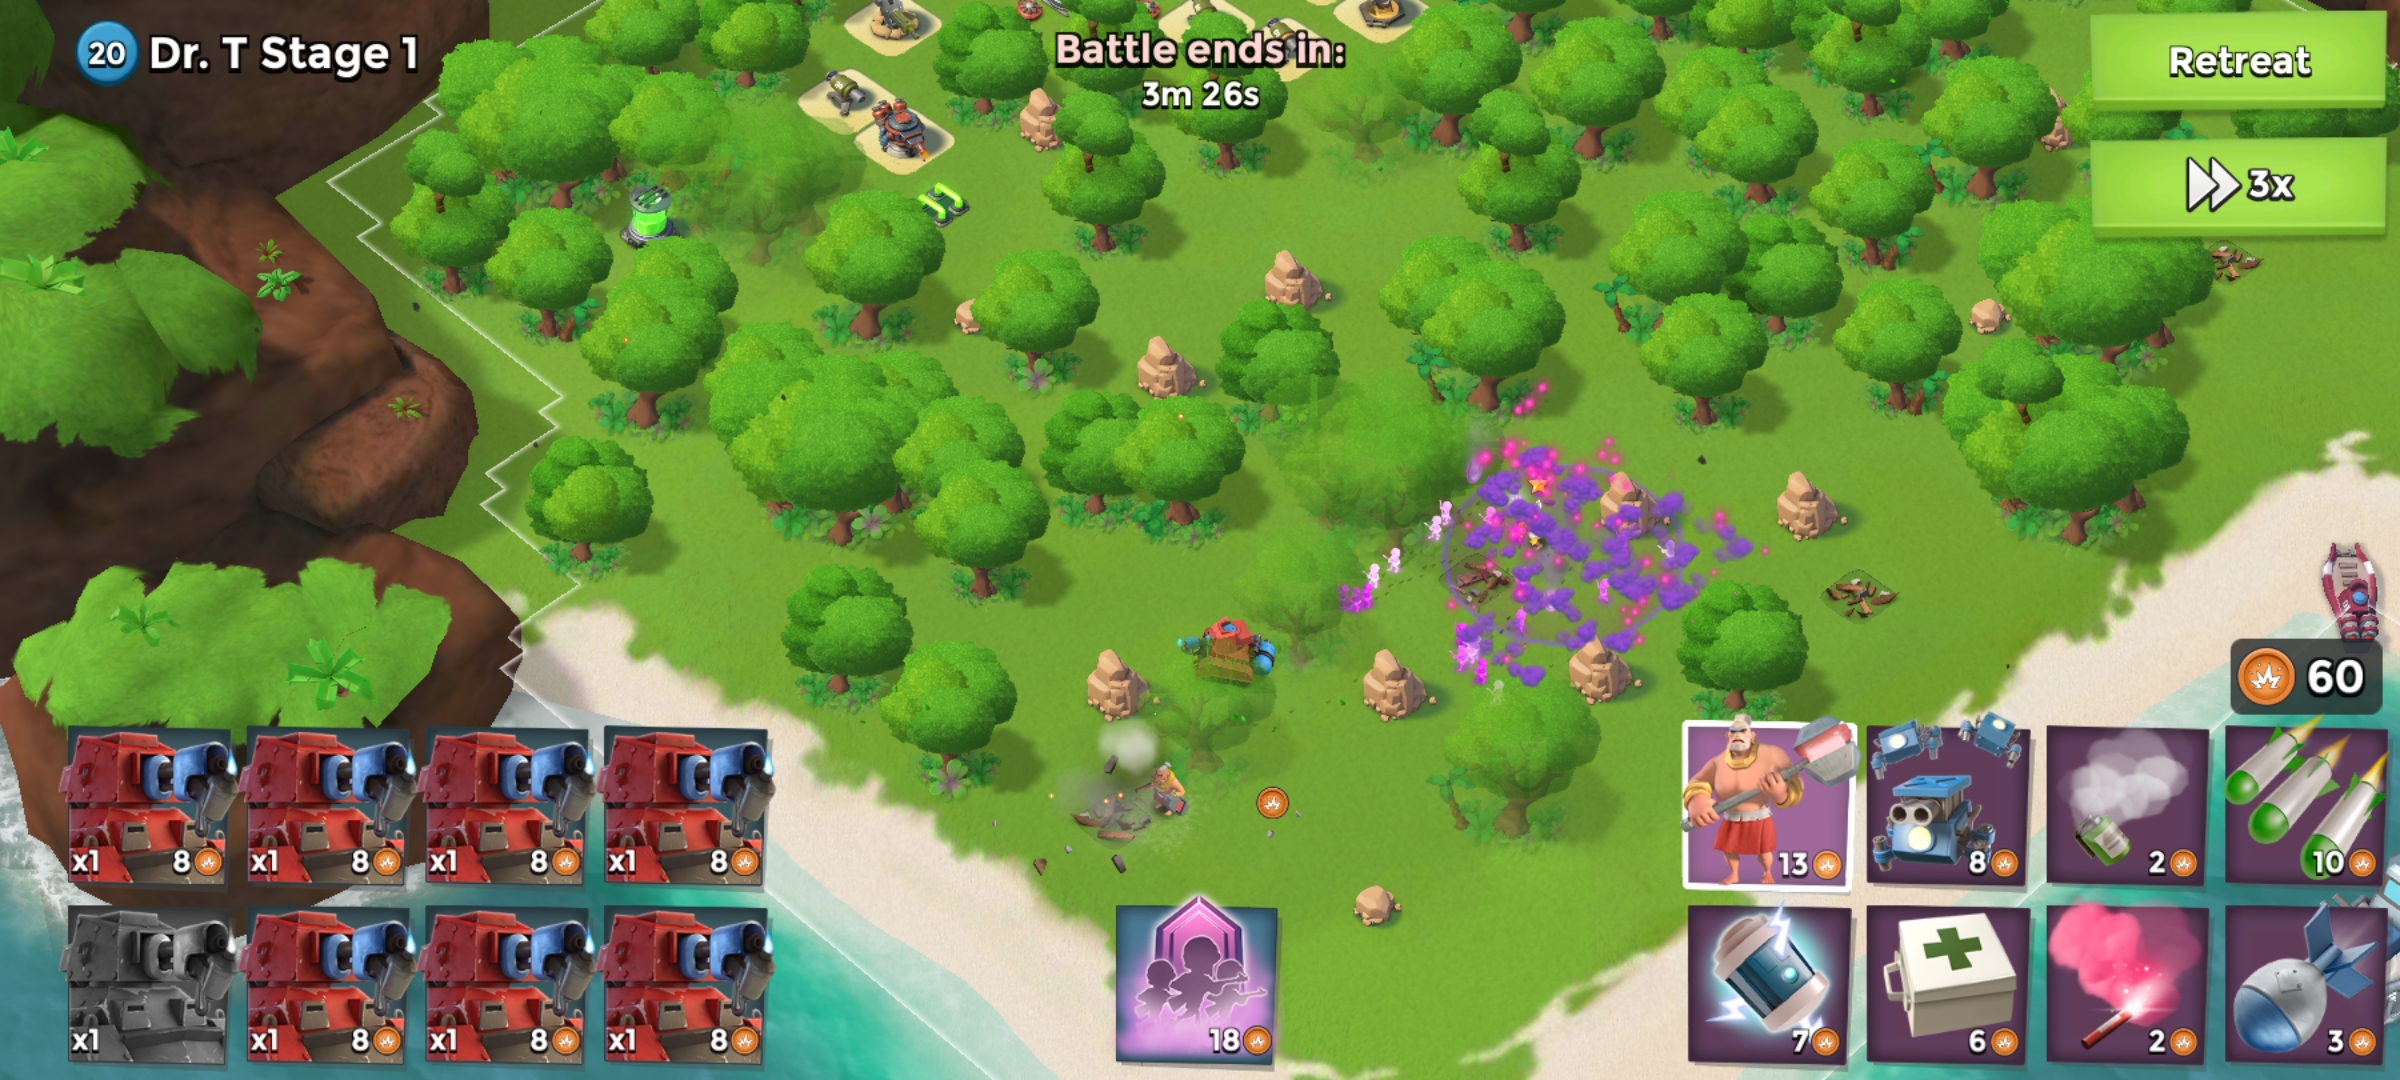 20 Dr. T Stage 1
Battle ends in:
3m 26s
Retreat
3x
60
x1 8
x1 8
x1 8
x1 8
13
8
2
10
x1
x1 8
x1 8
x1 8
18
7
6
2
3